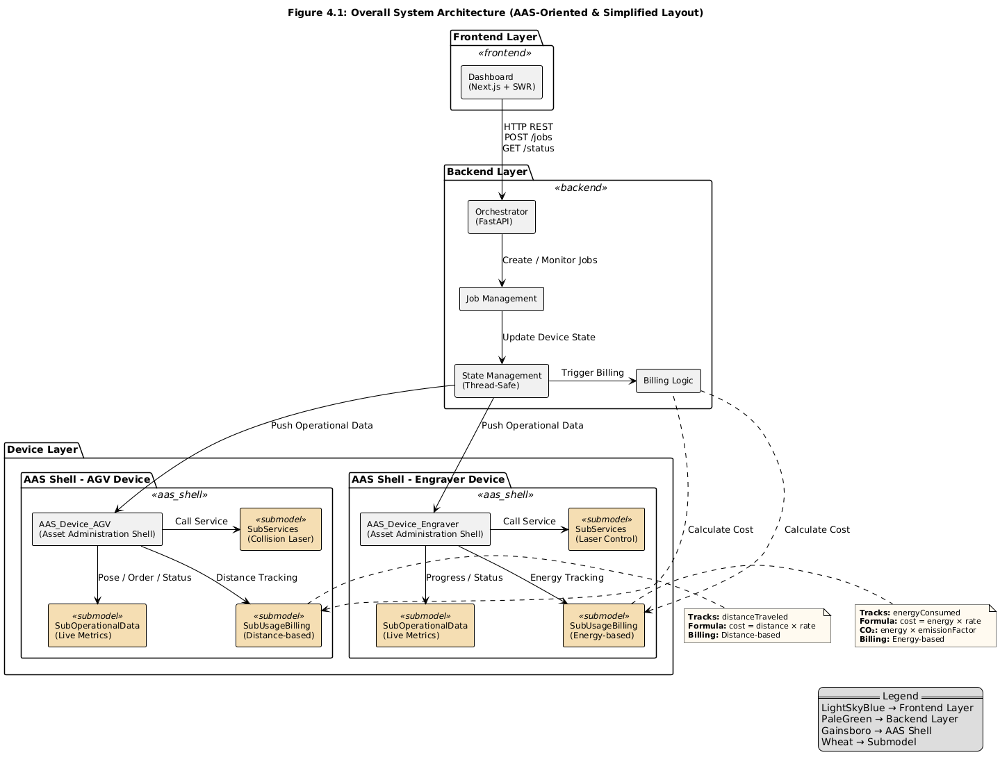 Figure 4.1: Overall System Architecture (AAS-Oriented & Simplified Layout)
Frontend Layer
«frontend»
Dashboard
(Next.js + SWR)
HTTP REST
POST /jobs
GET /status
Backend Layer
«backend»
Orchestrator
(FastAPI)
Create / Monitor Jobs
Job Management
Update Device State
State Management
(Thread-Safe)
Trigger Billing
Billing Logic
Push Operational Data
Push Operational Data
Device Layer
AAS Shell - AGV Device
«aas_shell»
AAS_Device_AGV
(Asset Administration Shell)
Call Service
«submodel»
SubServices
(Collision Laser)
Pose / Order / Status
Distance Tracking
«submodel»
SubOperationalData
(Live Metrics)
«submodel»
SubUsageBilling
(Distance-based)
AAS Shell - Engraver Device
«aas_shell»
AAS_Device_Engraver
(Asset Administration Shell)
Call Service
«submodel»
SubServices
(Laser Control)
Progress / Status
Energy Tracking
«submodel»
SubOperationalData
(Live Metrics)
«submodel»
SubUsageBilling
(Energy-based)
Calculate Cost
Calculate Cost
Tracks: distanceTraveled
Formula: cost = distance × rate
Billing: Distance-based
Tracks: energyConsumed
Formula: cost = energy × rate
CO₂: energy × emissionFactor
Billing: Energy-based
Legend
LightSkyBlue → Frontend Layer
PaleGreen → Backend Layer
Gainsboro → AAS Shell
Wheat → Submodel